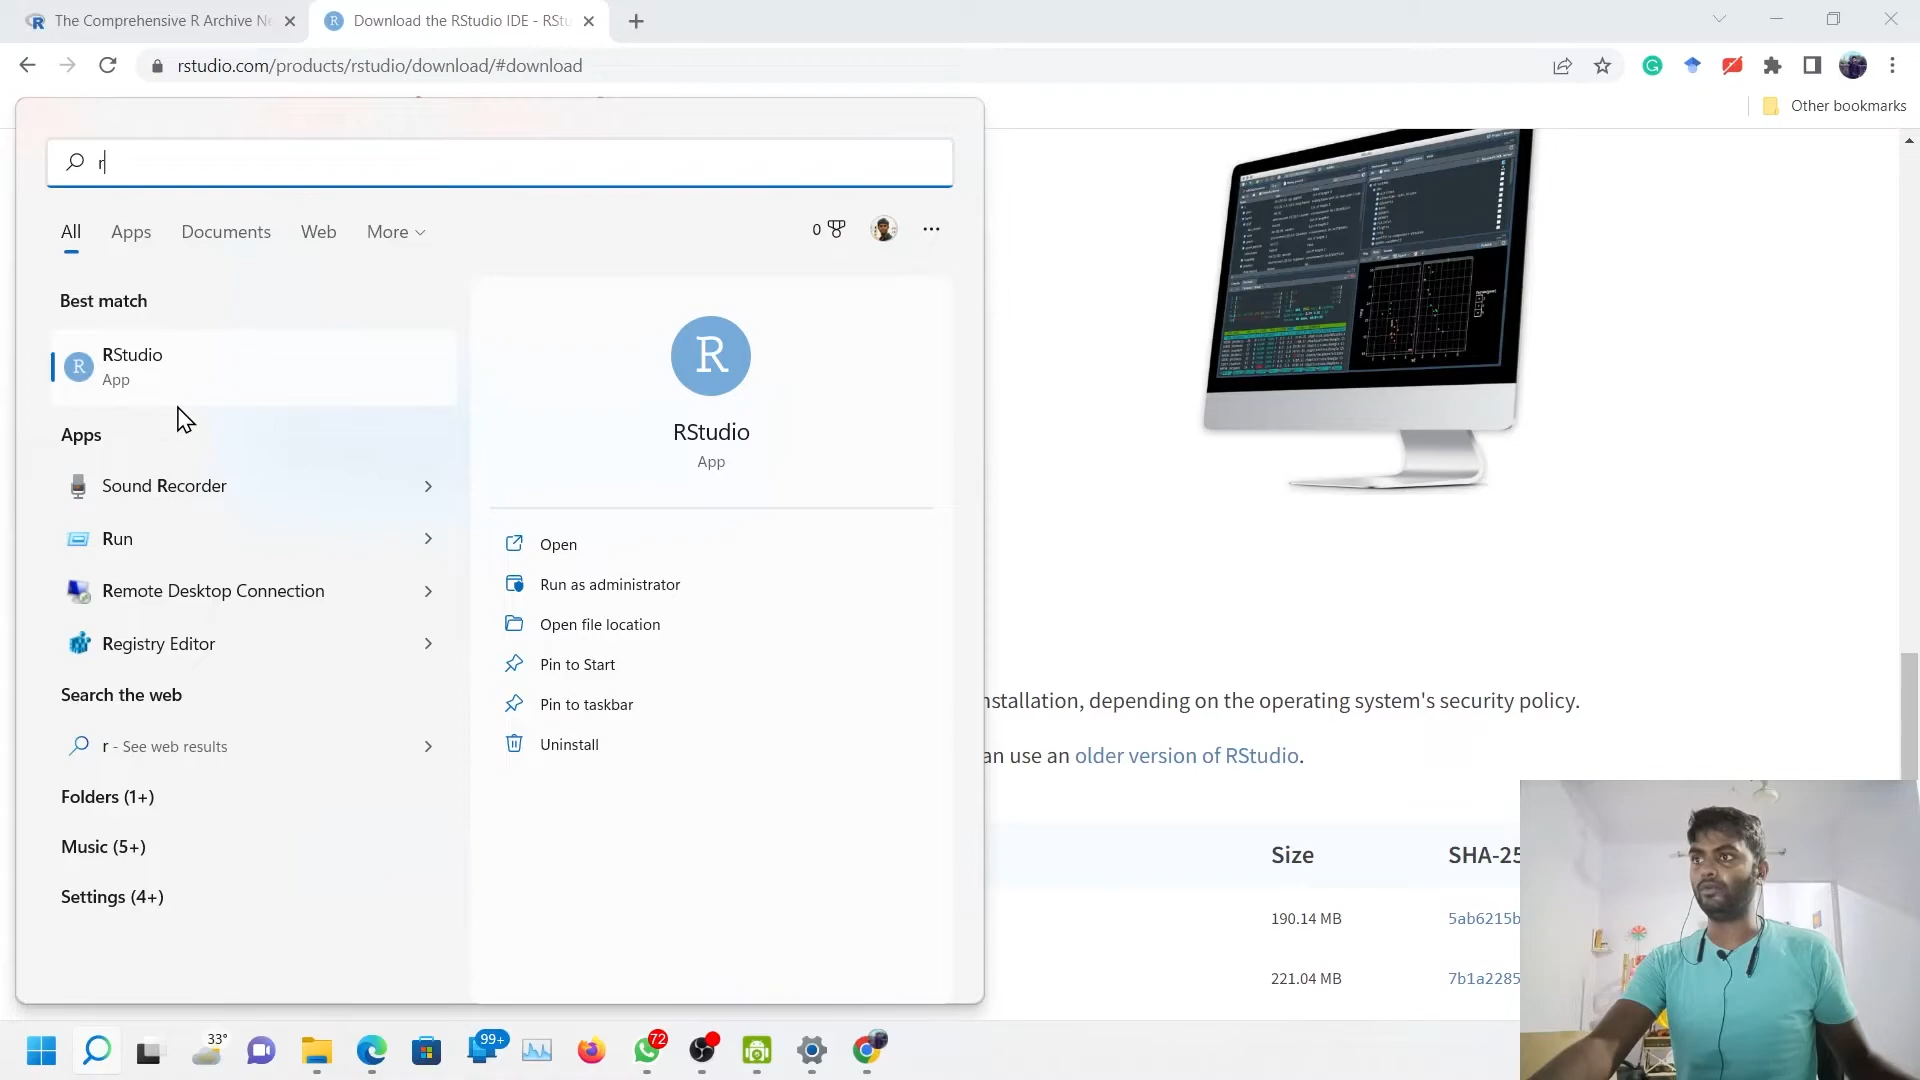 The Comprehensive R Archive Ne
Download the RStudio IDE - RStu
rstudio.com/products/rstudio/download/#download
Other bookmarks
r
All
Apps
Documents
Web
More
0
Best match
RStudio
App
Apps
Sound Recorder
Run
Remote Desktop Connection
Registry Editor
Search the web
r - See web results
Folders (1+)
Music (5+)
Settings (4+)
R
RStudio
App
Open
Run as administrator
Open file location
Pin to Start
Pin to taskbar
Uninstall
nstallation, depending on the operating system's security policy.
an use an older version of RStudio.
Size
SHA-25
190.14 MB
5ab6215b
221.04 MB
7b1a2285
33°
99+
72